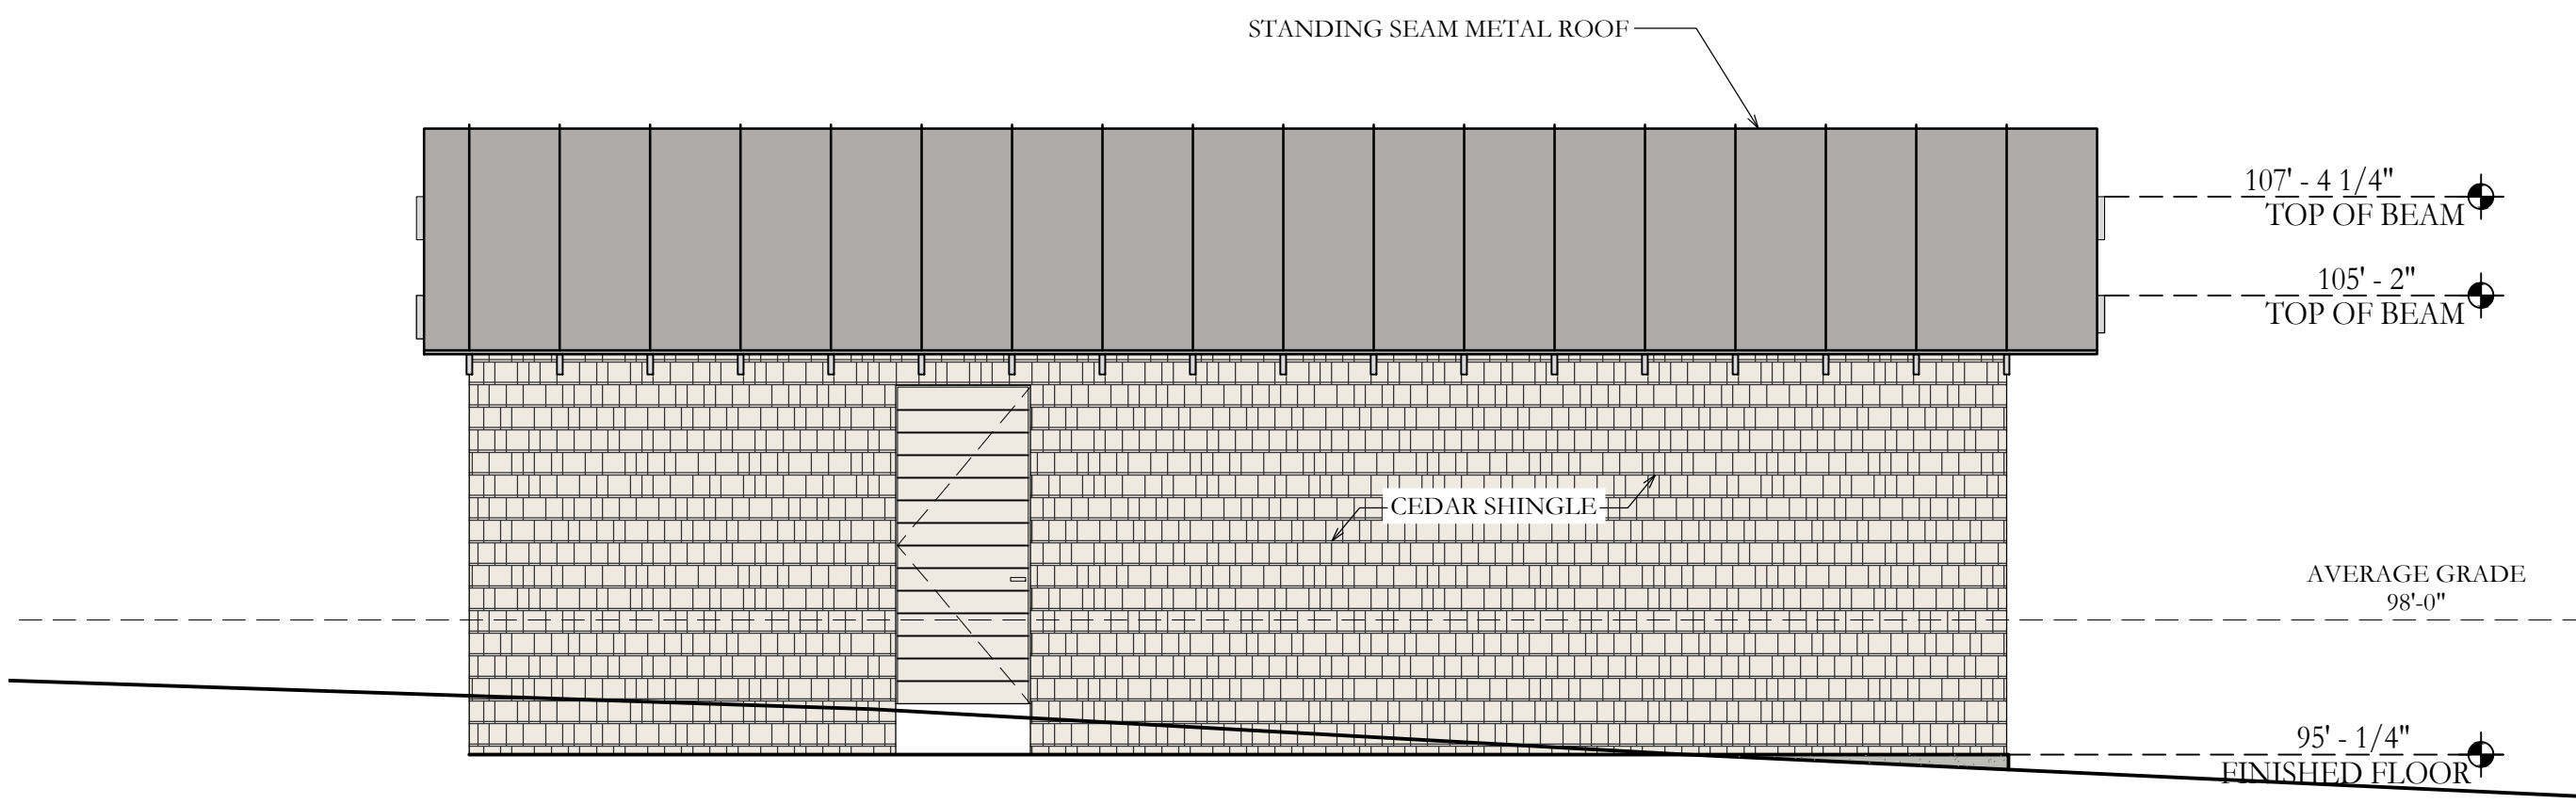 STANDING SEAM METAL ROOF
107' - 4 1/4"
TOP OF BEAM
105' - 2"
TOP OF BEAM
CEDAR SHINGLE
AVERAGE GRADE
98'-0"
95' - 1/4"
FINISHED FLOOR